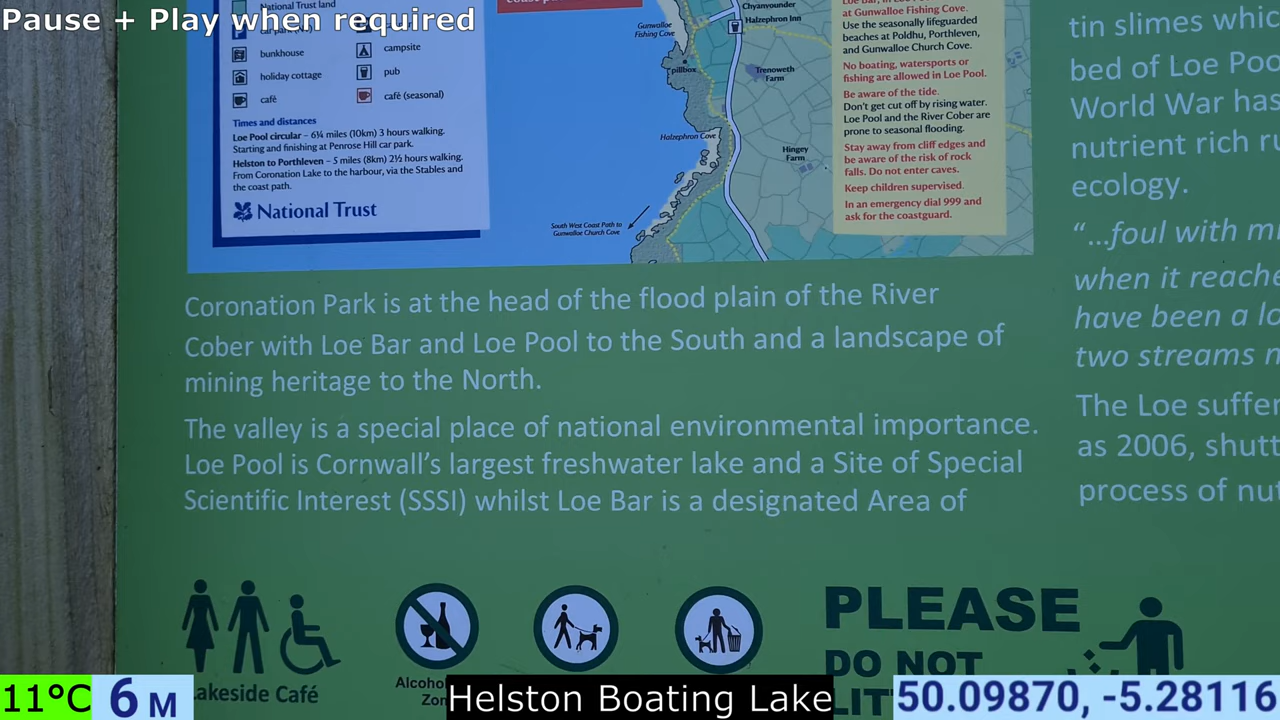 Pause + Play when required
National Trust land
bunkhouse
campsite
holiday cottage
pub
cafè
cafè (seasonal)
Times and distances
Loe Pool circular – 6¼ miles (10km) 3 hours walking.
Starting and finishing at Penrose Hill car park.
Helston to Porthleven – 5 miles (8km) 2½ hours walking.
From Coronation Lake to the harbour, via the Stables and
the coast path.
National Trust
Gunwalloe
Fishing Cove
Chyanvounder
Halzephron Inn
pillbox
Trenoweth
Farm
Halzephron Cove
Hingey
Farm
South West Coast Path to
Gunwalloe Church Cove
at Gunwalloe Fishing Cove.
Use the seasonally lifeguarded
beaches at Poldhu, Porthleven,
and Gunwalloe Church Cove.
No boating, watersports or
fishing are allowed in Loe Pool.
Be aware of the tide.
Don't get cut off by rising water.
Loe Pool and the River Cober are
prone to seasonal flooding.
Stay away from cliff edges and
be aware of the risk of rock
falls. Do not enter caves.
Keep children supervised.
In an emergency dial 999 and
ask for the coastguard.
Coronation Park is at the head of the flood plain of the River
Cober with Loe Bar and Loe Pool to the South and a landscape of
mining heritage to the North.
The valley is a special place of national environmental importance.
Loe Pool is Cornwall's largest freshwater lake and a Site of Special
Scientific Interest (SSSI) whilst Loe Bar is a designated Area of
tin slimes whic
bed of Loe Poo
World War has
nutrient rich ru
ecology.
"...foul with mi
when it reache
have been a lo
two streams n
The Loe suffer
as 2006, shutt
process of nut
Lakeside Café
Alcohol
Zon
PLEASE
DO NOT
LIT
11°C
6 M
Helston Boating Lake
50.09870, -5.28116